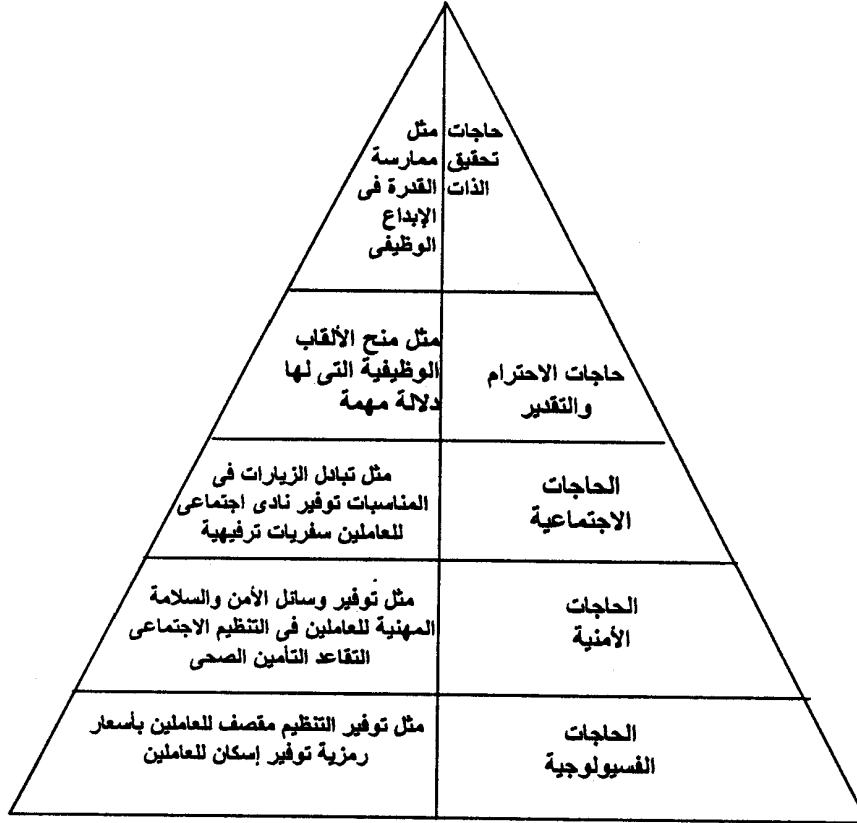 حاجات
تحقيق
الذات
مثل
ممارسة
القدرة فى
الإبداع
الوظيفى
حاجات الاحترام
والتقدير
مثل منح الألقاب
الوظيفية التى لها
دلالة مهمة
الحاجات
الاجتماعية
مثل تبادل الزيارات فى
المناسبات توفير نادى اجتماعى
للعاملين سفريات ترفيهية
الحاجات
الأمنية
مثل توفير وسائل الأمن والسلامة
المهنية للعاملين فى التنظيم الاجتماعى
التقاعد التأمين الصحى
الحاجات
الفسيولوجية
مثل توفير التنظيم مقصف للعاملين بأسعار
رمزية توفير إسكان للعاملين